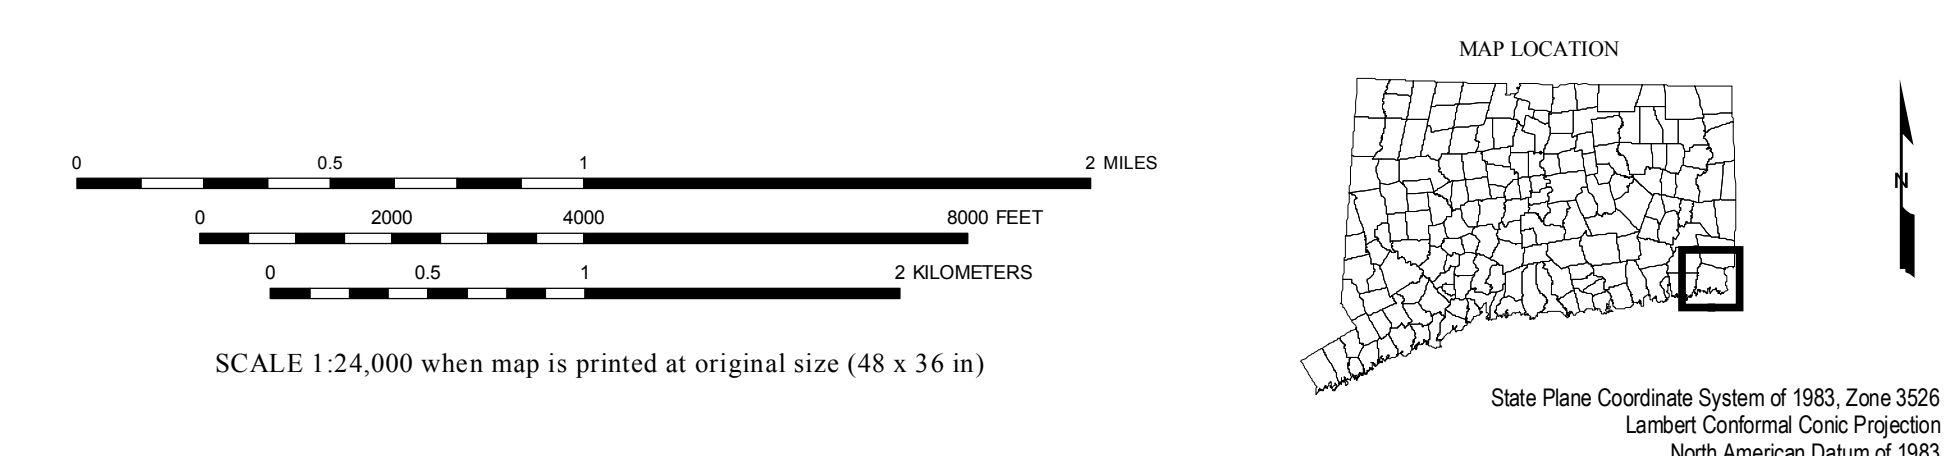 0 0.5 1 2 MILES
0 2000 4000 8000 FEET
0 0.5 1 2 KILOMETERS
SCALE 1:24,000 when map is printed at original size (48 x 36 in)
MAP LOCATION
N
State Plane Coordinate System of 1983, Zone 3526
Lambert Conformal Conic Projection
North American Datum of 1983